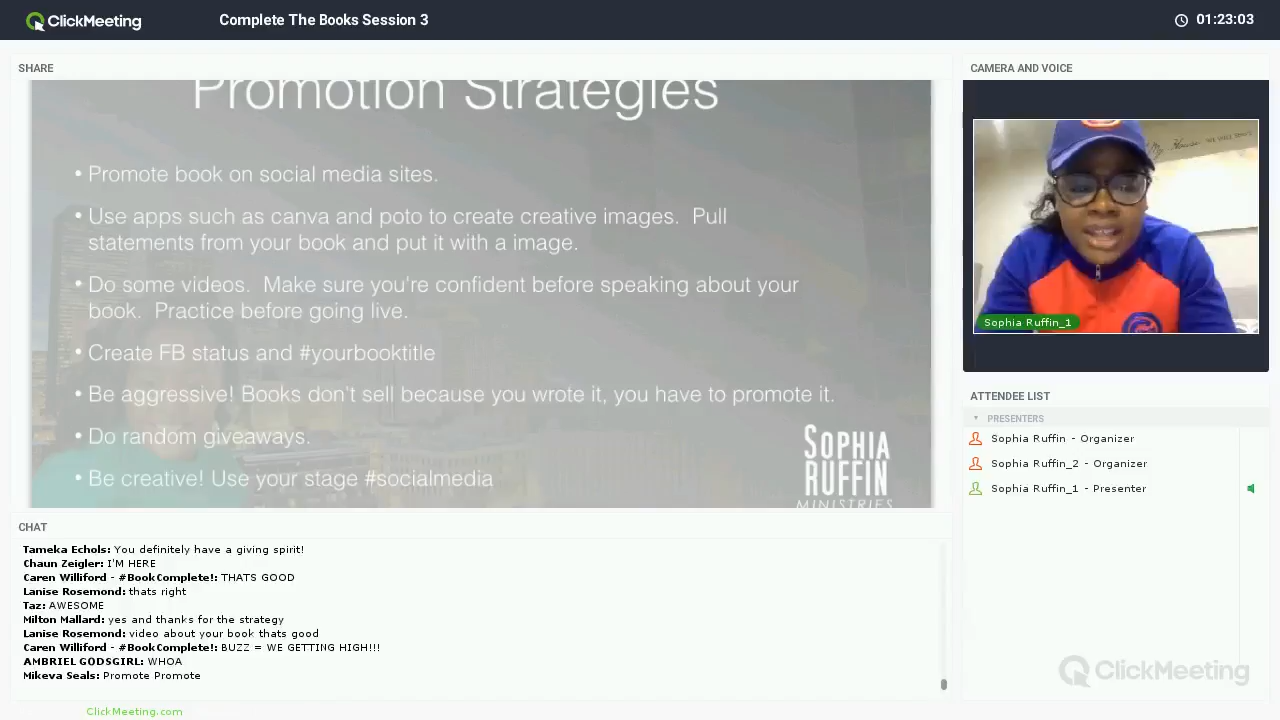 ClickMeeting
Complete The Books Session 3
01:23:03
SHARE
Promotion Strategies
• Promote book on social media sites.
• Use apps such as canva and poto to create creative images. Pull
statements from your book and put it with a image.
• Do some videos. Make sure you're confident before speaking about your
book. Practice before going live.
• Create FB status and #yourbooktitle
• Be aggressive! Books don't sell because you wrote it, you have to promote it.
• Do random giveaways.
• Be creative! Use your stage #socialmedia
SOPHIA
RUFFIN
MINISTRIES
CAMERA AND VOICE
Sophia Ruffin_1
ATTENDEE LIST
PRESENTERS
Sophia Ruffin - Organizer
Sophia Ruffin_2 - Organizer
Sophia Ruffin_1 - Presenter
CHAT
Tameka Echols: You definitely have a giving spirit!
Chaun Zeigler: I'M HERE
Caren Williford - #BookComplete!: THATS GOOD
Lanise Rosemond: thats right
Taz: AWESOME
Milton Mallard: yes and thanks for the strategy
Lanise Rosemond: video about your book thats good
Caren Williford - #BookComplete!: BUZZ = WE GETTING HIGH!!!
AMBRIEL GODSGIRL: WHOA
Mikeva Seals: Promote Promote
ClickMeeting
ClickMeeting.com